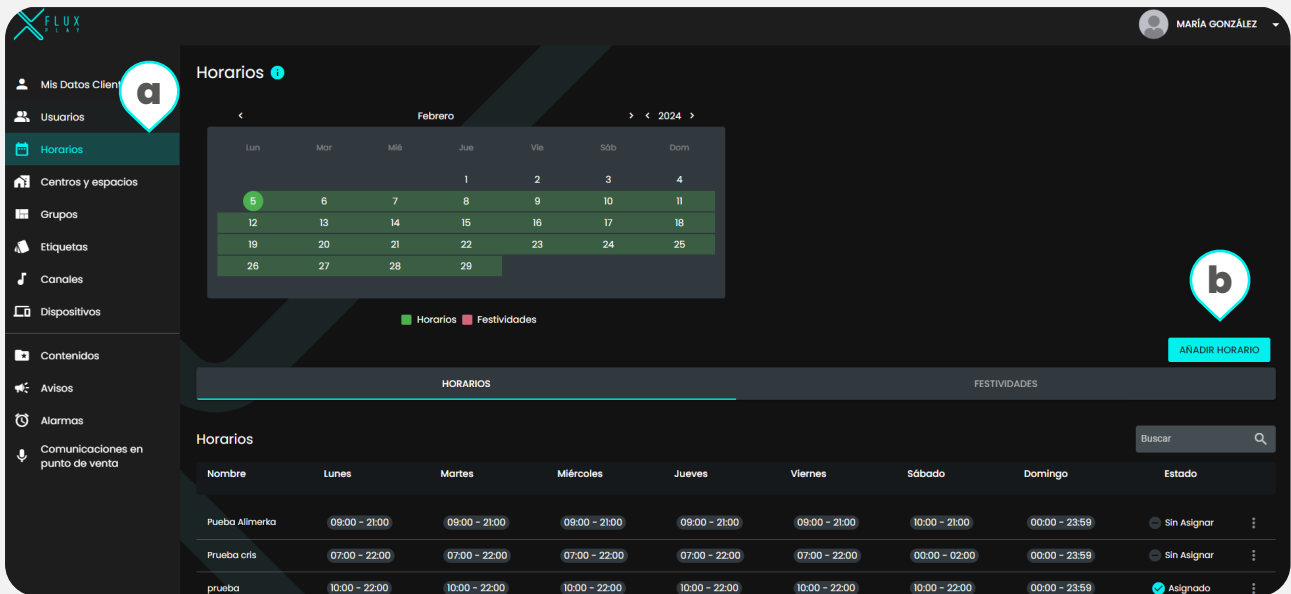 FLUX
PLAY
MARÍA GONZÁLEZ
Mis Datos Client
a
Usuarios
Horarios
Centros y espacios
Grupos
Etiquetas
Canales
Dispositivos
Contenidos
Avisos
Alarmas
Comunicaciones en
punto de venta
Horarios i
< Febrero > < 2024 >
Lun Mar Mié Jue Vie Sáb Dom
1 2 3 4
5 6 7 8 9 10 11
12 13 14 15 16 17 18
19 20 21 22 23 24 25
26 27 28 29
Horarios Festividades
b
AÑADIR HORARIO
HORARIOS FESTIVIDADES
Horarios Buscar
Nombre Lunes Martes Miércoles Jueves Viernes Sábado Domingo Estado
Pueba Alimerka 09:00 - 21:00 09:00 - 21:00 09:00 - 21:00 09:00 - 21:00 09:00 - 21:00 10:00 - 21:00 00:00 - 23:59 Sin Asignar
Prueba cris 07:00 - 22:00 07:00 - 22:00 07:00 - 22:00 07:00 - 22:00 07:00 - 22:00 00:00 - 02:00 00:00 - 23:59 Sin Asignar
prueba 10:00 - 22:00 10:00 - 22:00 10:00 - 22:00 10:00 - 22:00 10:00 - 22:00 10:00 - 22:00 00:00 - 23:59 Asignado